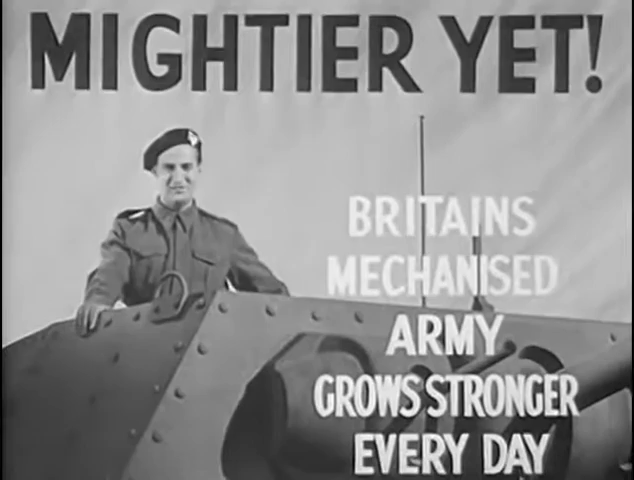 MIGHTIER YET!
BRITAINS
MECHANISED
ARMY
GROWS STRONGER
EVERY DAY